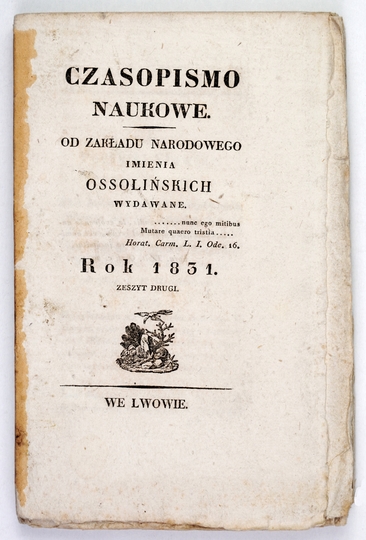 CZASOPISMO
NAUKOWE.
OD ZAKŁADU NARODOWEGO
IMIENIA
OSSOLIŃSKICH
WYDAWANE.
.......nunc ego mitibus
Mutare quaero tristia.....
Horat. Carm. L. I. Ode. 16.
Rok 1831.
ZESZYT DRUGI.
WE LWOWIE.